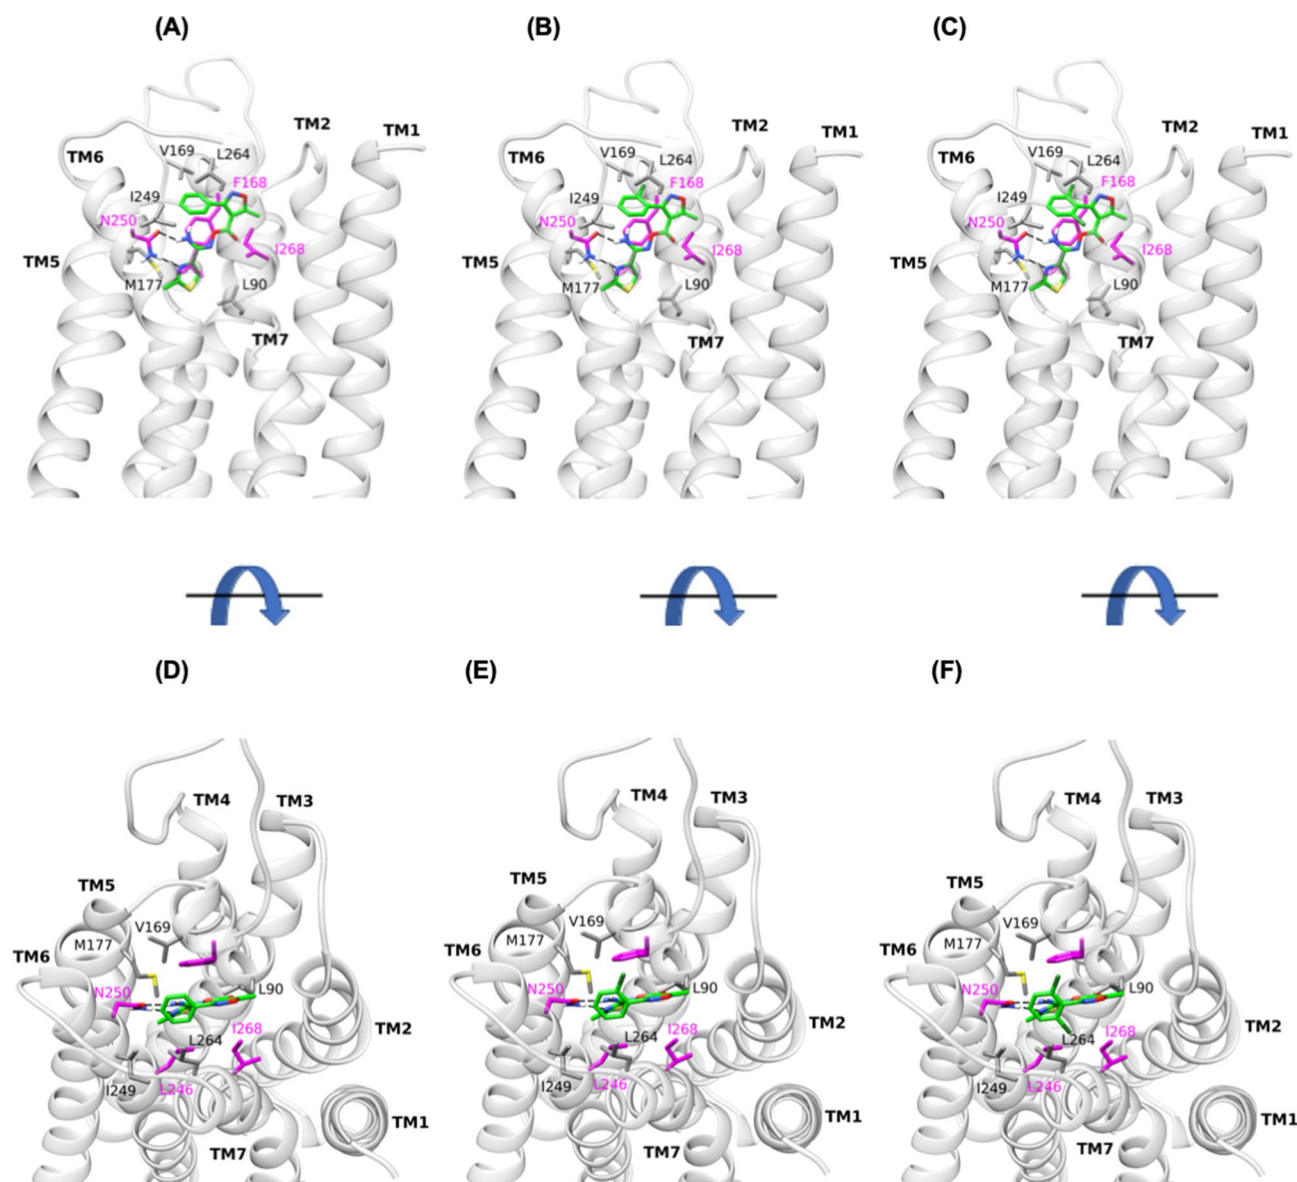 (A)
(B)
(C)
TM2
TM1
V169
L264
TM6
F168
I249
N250
I268
TM5
M177
L90
TM7
TM2
TM1
V169
L264
TM6
F168
I249
N250
I268
TM5
M177
L90
TM7
TM2
TM1
V169
L264
TM6
F168
I249
N250
I268
TM5
M177
L90
TM7
(D)
(E)
(F)
TM4
TM3
TM5
V169
M177
TM6
N250
L90
TM2
I268
L264
I249
L246
TM1
TM7
TM4
TM3
TM5
V169
M177
TM6
N250
L90
TM2
I268
L264
I249
L246
TM1
TM7
TM4
TM3
TM5
V169
M177
TM6
N250
L90
TM2
I268
L264
I249
L246
TM1
TM7